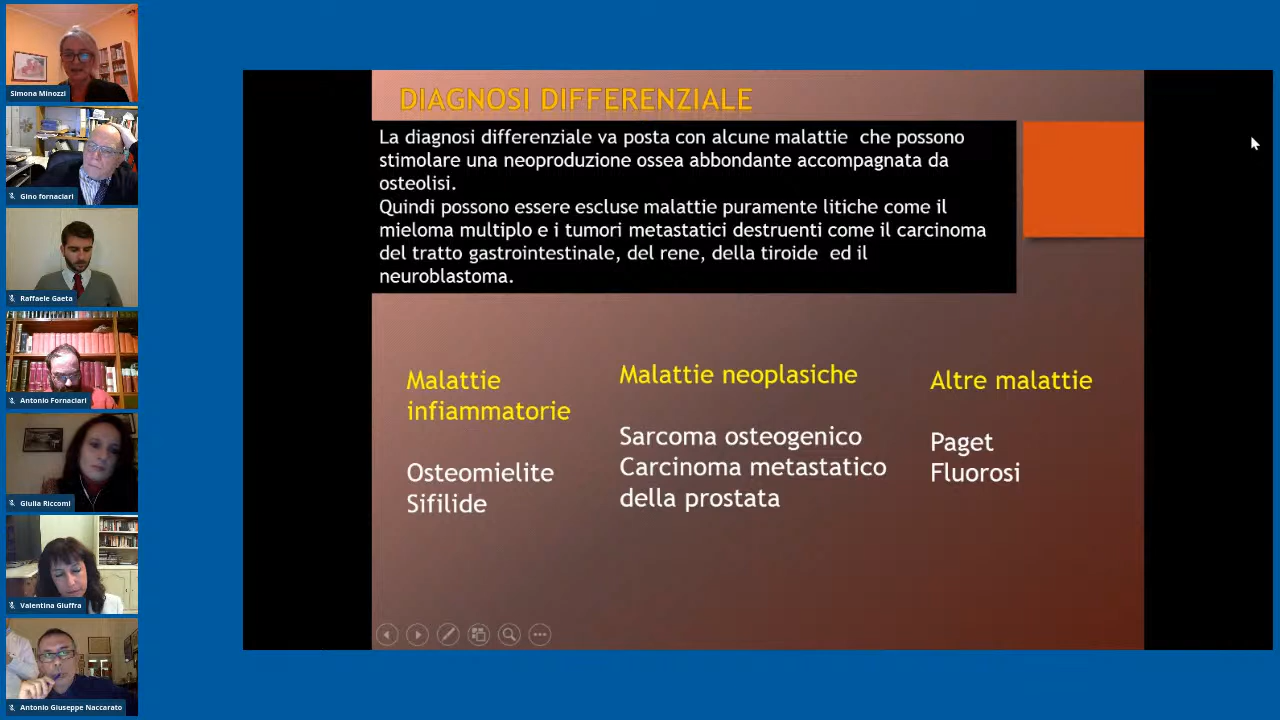 Simona Minozzi
Gino fornaciari
Raffaele Gaeta
Antonio Fornaciari
Giulia Riccomi
Valentina Giuffra
Antonio Giuseppe Naccarato
DIAGNOSI DIFFERENZIALE
La diagnosi differenziale va posta con alcune malattie che possono
stimolare una neoproduzione ossea abbondante accompagnata da
osteolisi.
Quindi possono essere escluse malattie puramente litiche come il
mieloma multiplo e i tumori metastatici destruenti come il carcinoma
del tratto gastrointestinale, del rene, della tiroide ed il
neuroblastoma.
Malattie
infiammatorie
Osteomielite
Sifilide
Malattie neoplasiche
Sarcoma osteogenico
Carcinoma metastatico
della prostata
Altre malattie
Paget
Fluorosi